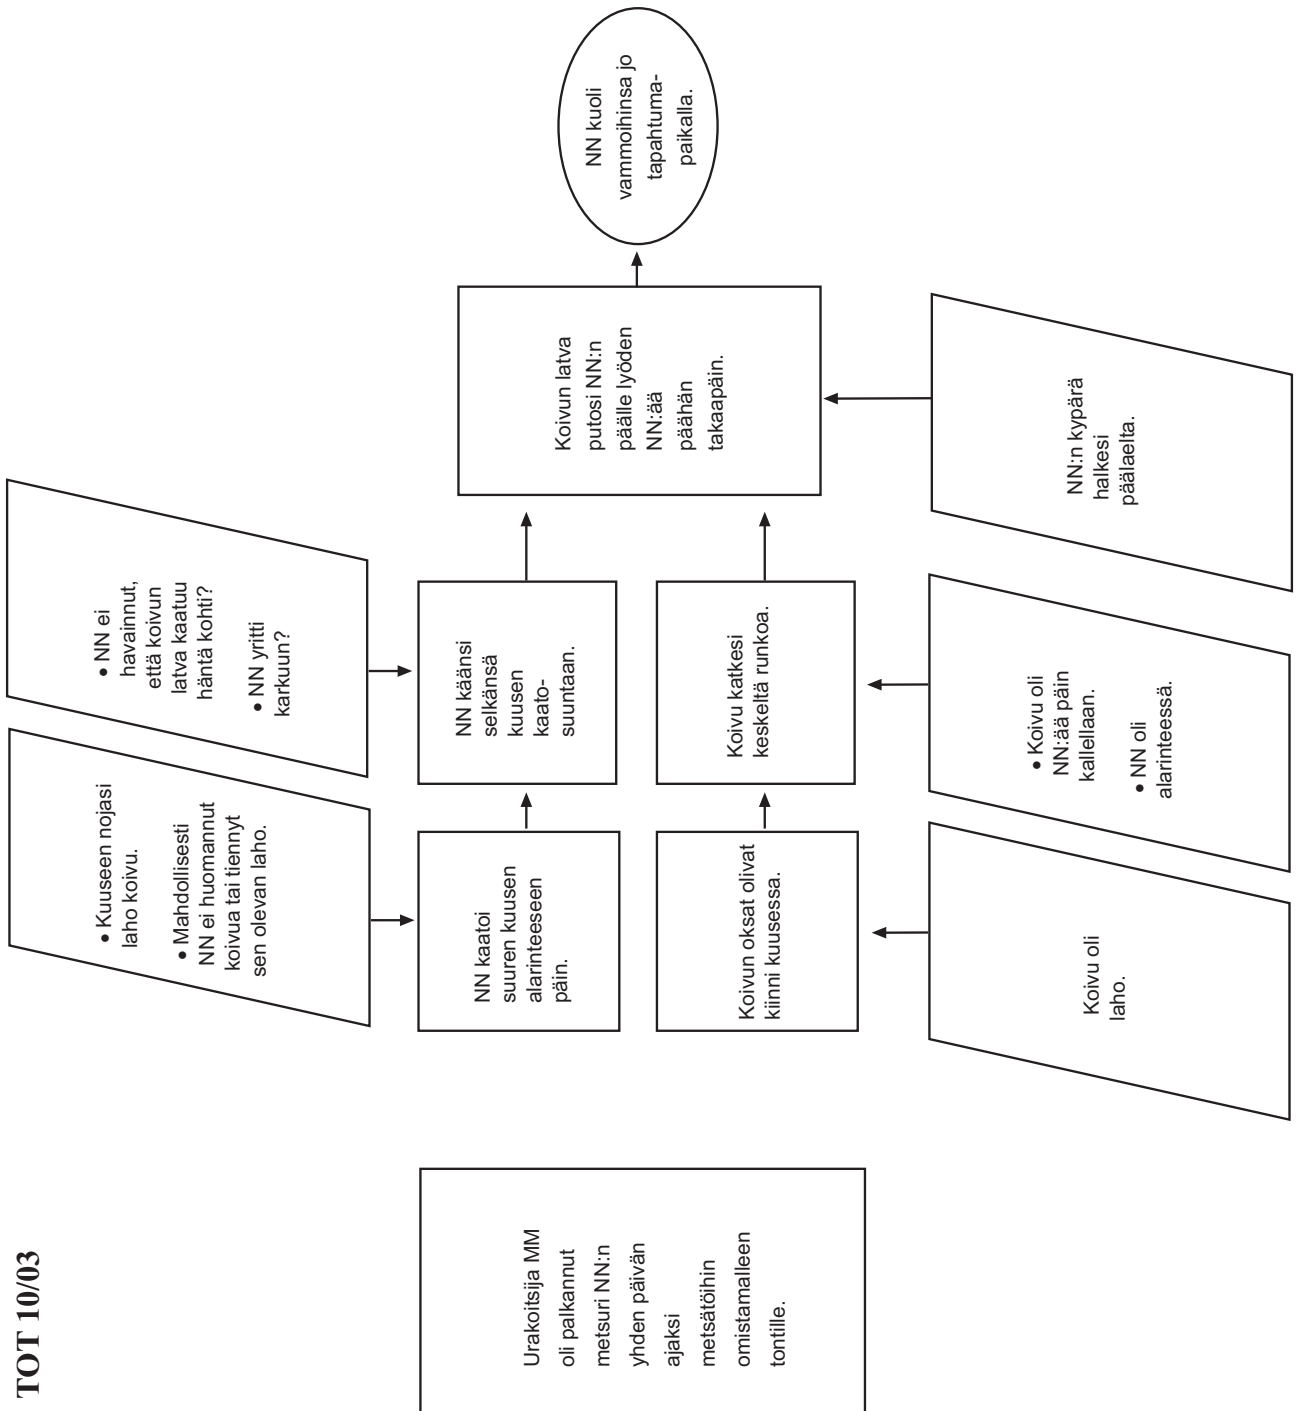 TOT 10/03
Urakoitsija MM
oli palkannut
metsuri NN:n
yhden päivän
ajaksi
metsätöihin
omistamalleen
tontille.
• Kuuseen nojasi
laho koivu.
• Mahdollisesti
NN ei huomannut
koivua tai tiennyt
sen olevan laho.
• NN ei
havainnut,
että koivun
latva kaatuu
häntä kohti?
• NN yritti
karkuun?
NN kaatoi
suuren kuusen
alarinteeseen
päin.
NN käänsi
selkänsä
kuusen
kaato-
suuntaan.
Koivun oksat olivat
kiinni kuusessa.
Koivu katkesi
keskeltä runkoa.
Koivun latva
putosi NN:n
päälle lyöden
NN:ää
päähän
takaapäin.
NN kuoli
vammoihinsa jo
tapahtuma-
paikalla.
Koivu oli
laho.
• Koivu oli
NN:ää päin
kallellaan.
• NN oli
alarinteessä.
NN:n kypärä
halkesi
päälaelta.